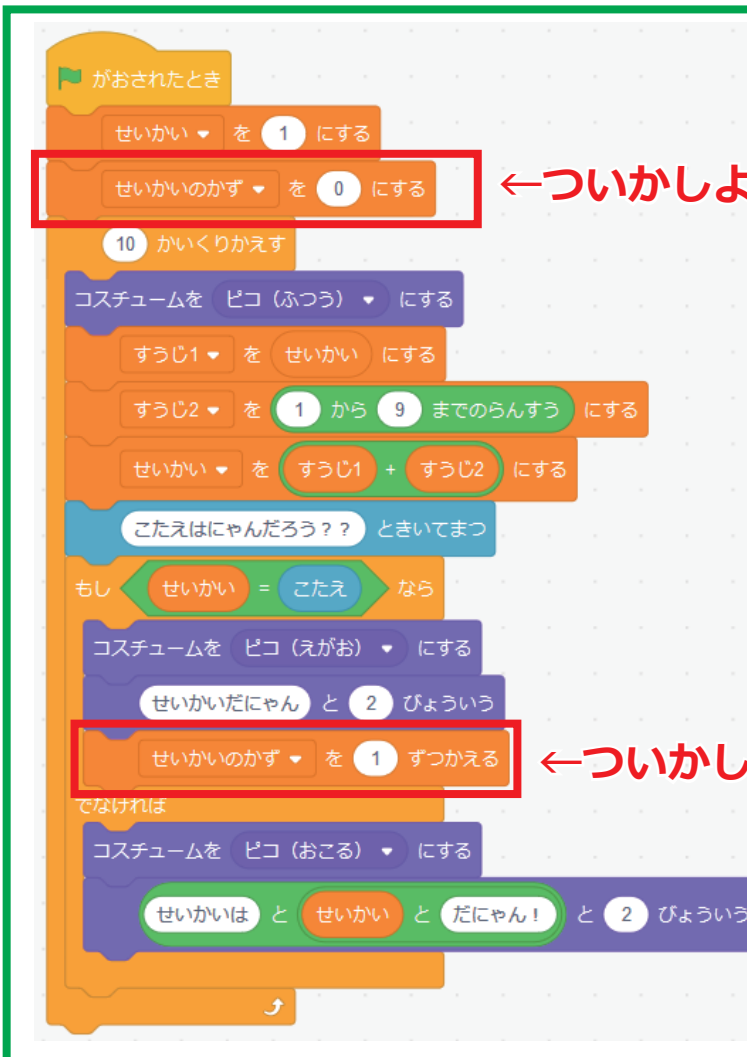 がおされたとき
せいかい を 1 にする
せいかいのかず を 0 にする
←ついかしよ
10 かいくりかえす
コスチュームを ピコ（ふつう） にする
すうじ1 を せいかい にする
すうじ2 を 1 から 9 までのらんすう にする
せいかい を すうじ1 + すうじ2 にする
こたえはにゃんだろう？？ ときいてまつ
もし せいかい = こたえ なら
コスチュームを ピコ（えがお） にする
せいかいだにゃん と 2 びょういう
せいかいのかず を 1 ずつかえる
←ついかし
でなければ
コスチュームを ピコ（おこる） にする
せいかいは と せいかい と だにゃん！ と 2 びょういう